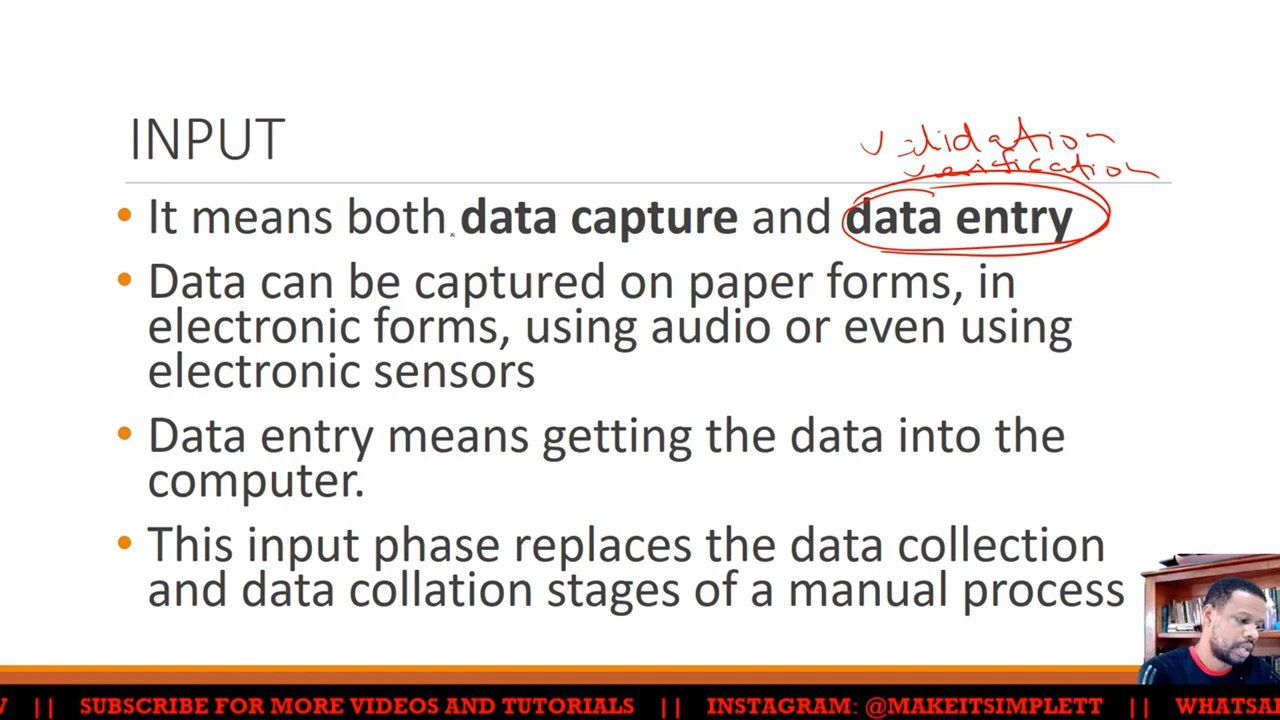 INPUT
validation
verification
• It means both data capture and data entry
• Data can be captured on paper forms, in
electronic forms, using audio or even using
electronic sensors
• Data entry means getting the data into the
computer.
• This input phase replaces the data collection
and data collation stages of a manual process
|| SUBSCRIBE FOR MORE VIDEOS AND TUTORIALS || INSTAGRAM: @MAKEITSIMPLETT || WHATSA